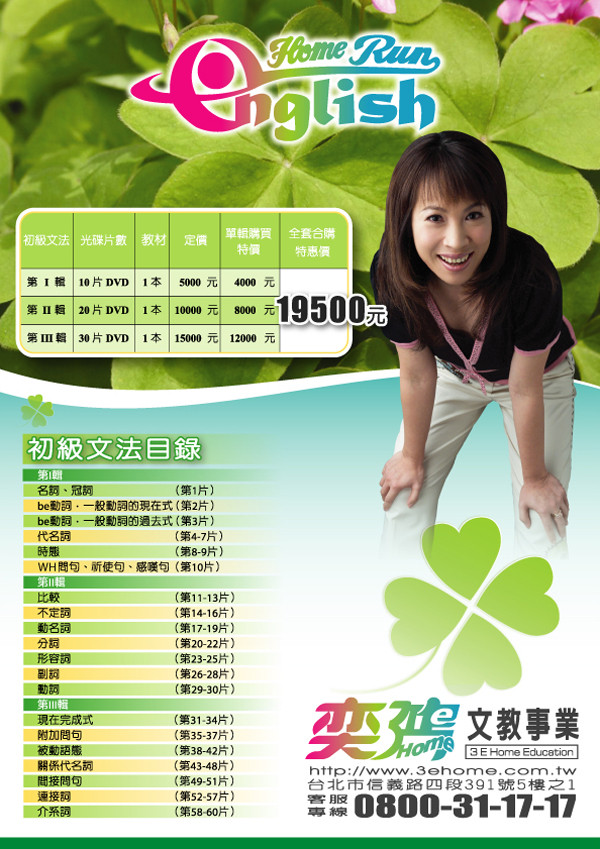 Home Run
English
初級文法 光碟片數 教材 定價 單輯購買特價 全套合購特惠價
第 I 輯 10片DVD 1本 5000 元 4000 元
第 II 輯 20片DVD 1本 10000 元 8000 元
19500元
第 III 輯 30片DVD 1本 15000 元 12000 元
初級文法目錄
第I輯
名詞、冠詞 (第1片)
be動詞．一般動詞的現在式 (第2片)
be動詞．一般動詞的過去式 (第3片)
代名詞 (第4-7片)
時態 (第8-9片)
WH問句、祈使句、感嘆句 (第10片)
第II輯
比較 (第11-13片)
不定詞 (第14-16片)
動名詞 (第17-19片)
分詞 (第20-22片)
形容詞 (第23-25片)
副詞 (第26-28片)
動詞 (第29-30片)
第III輯
現在完成式 (第31-34片)
附加問句 (第35-37片)
被動語態 (第38-42片)
關係代名詞 (第43-48片)
間接問句 (第49-51片)
連接詞 (第52-57片)
介系詞 (第58-60片)
Home
文教事業
3 E Home Education
http://www.3ehome.com.tw
台北市信義路四段391號5樓之1
客服專線 0800-31-17-17